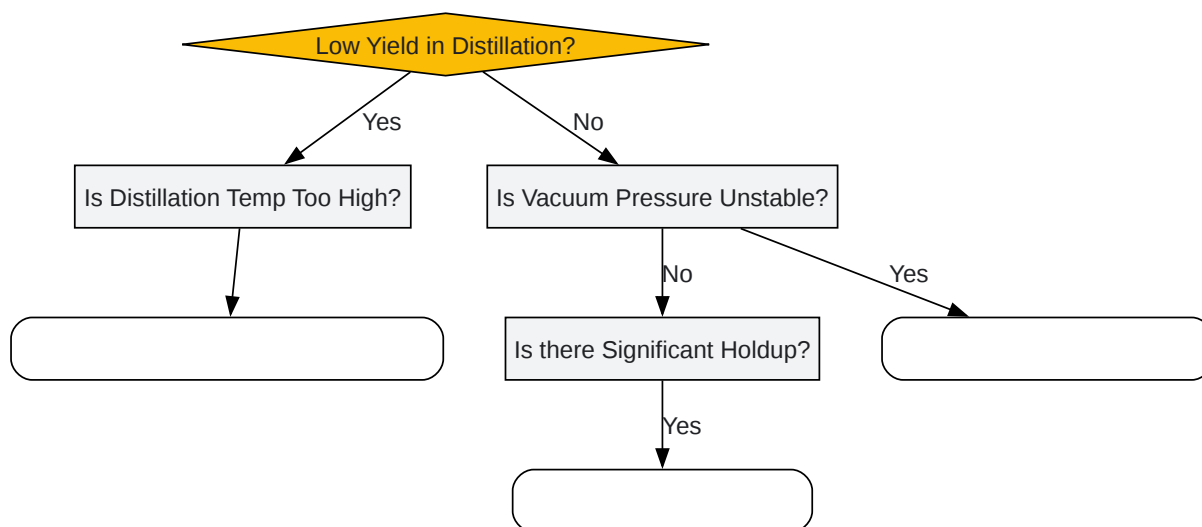 Low Yield in Distillation?
Yes
No
Is Distillation Temp Too High?
Is Vacuum Pressure Unstable?
No
Yes
Is there Significant Holdup?
Yes